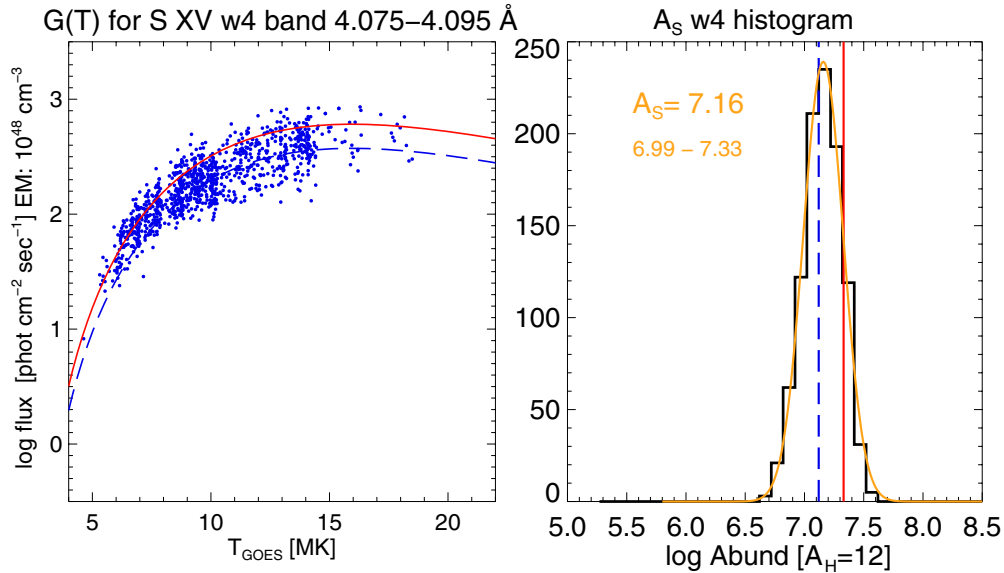 G(T) for S XV w4 band 4.075−4.095 Å
log flux [phot cm⁻² sec⁻¹] EM: 10⁴⁸ cm⁻³
3
2
1
0
5 10 15 20
T_GOES [MK]
A_S w4 histogram
A_S= 7.16
6.99 − 7.33
250
200
150
100
50
0
5.0 5.5 6.0 6.5 7.0 7.5 8.0 8.5
log Abund [A_H=12]